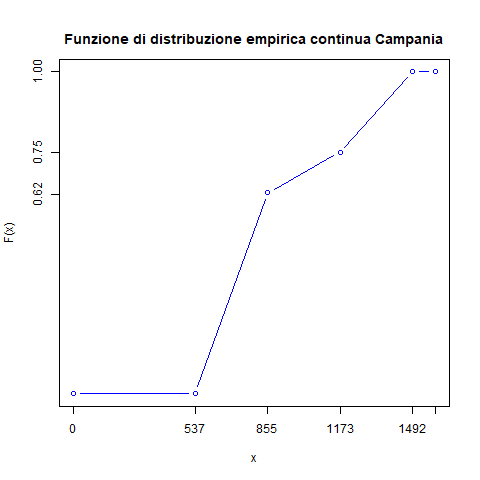 Funzione di distribuzione empirica continua Campania
1.00
0.75
0.62
F(x)
0 537 855 1173 1492
x